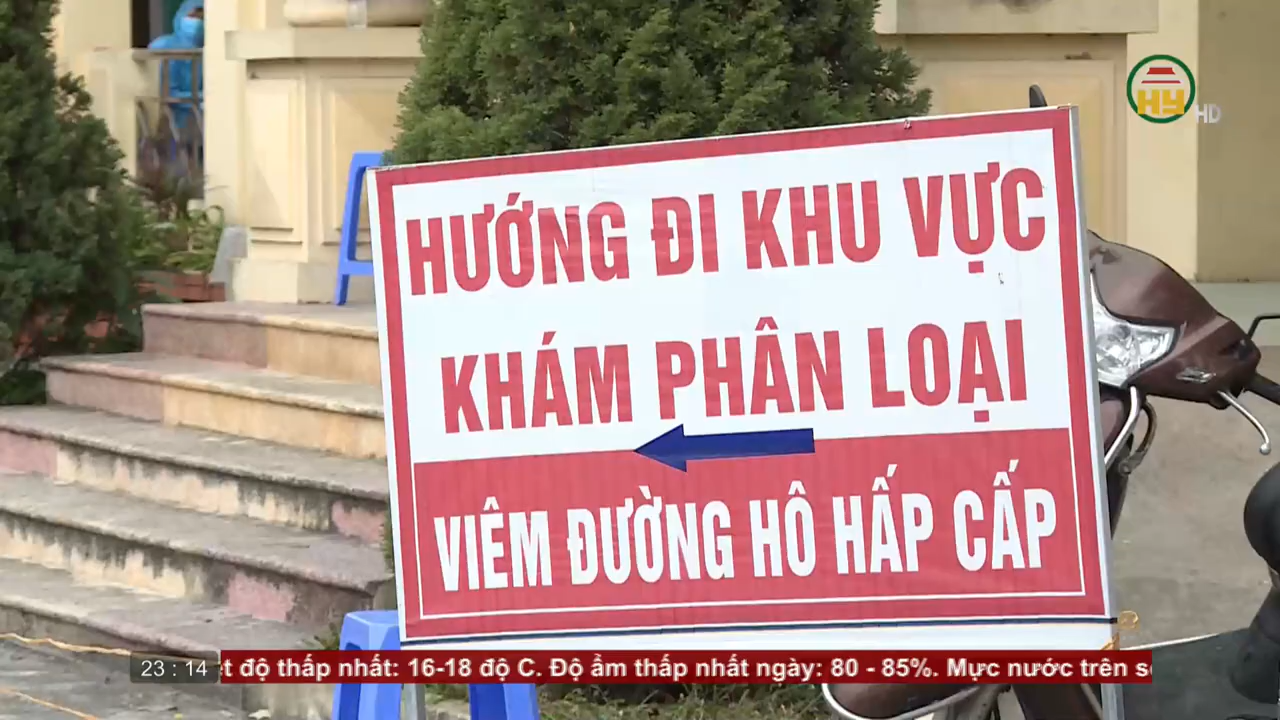 HY HD
HƯỚNG ĐI KHU VỰC
KHÁM PHÂN LOẠI
VIÊM ĐƯỜNG HÔ HẤP CẤP
23 : 14
độ thấp nhất: 16-18 độ C. Độ ẩm thấp nhất ngày: 80 - 85%. Mực nước trên